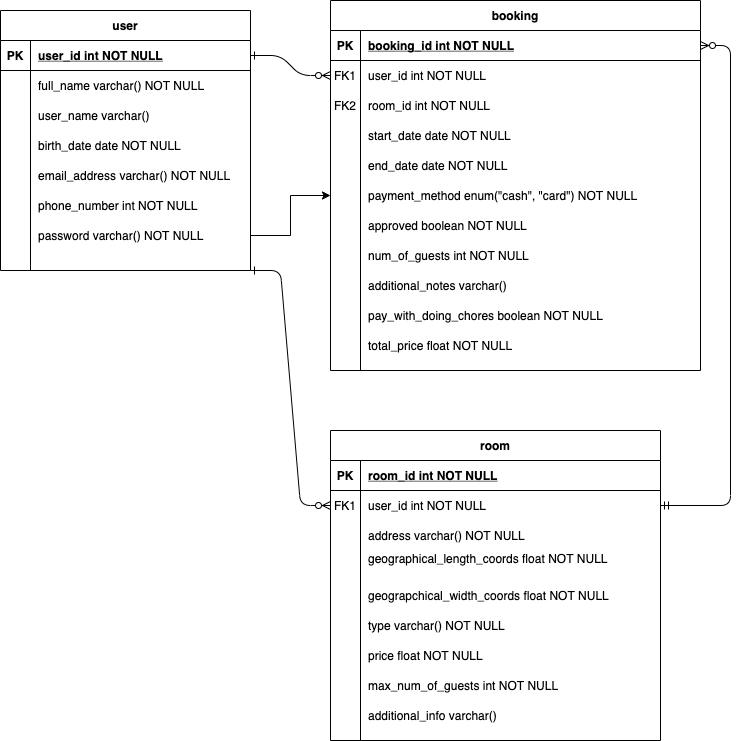 user
PK user_id int NOT NULL
full_name varchar() NOT NULL
user_name varchar()
birth_date date NOT NULL
email_address varchar() NOT NULL
phone_number int NOT NULL
password varchar() NOT NULL
booking
PK booking_id int NOT NULL
FK1 user_id int NOT NULL
FK2 room_id int NOT NULL
start_date date NOT NULL
end_date date NOT NULL
payment_method enum("cash", "card") NOT NULL
approved boolean NOT NULL
num_of_guests int NOT NULL
additional_notes varchar()
pay_with_doing_chores boolean NOT NULL
total_price float NOT NULL
room
PK room_id int NOT NULL
FK1 user_id int NOT NULL
address varchar() NOT NULL
geographical_length_coords float NOT NULL
geograpchical_width_coords float NOT NULL
type varchar() NOT NULL
price float NOT NULL
max_num_of_guests int NOT NULL
additional_info varchar()